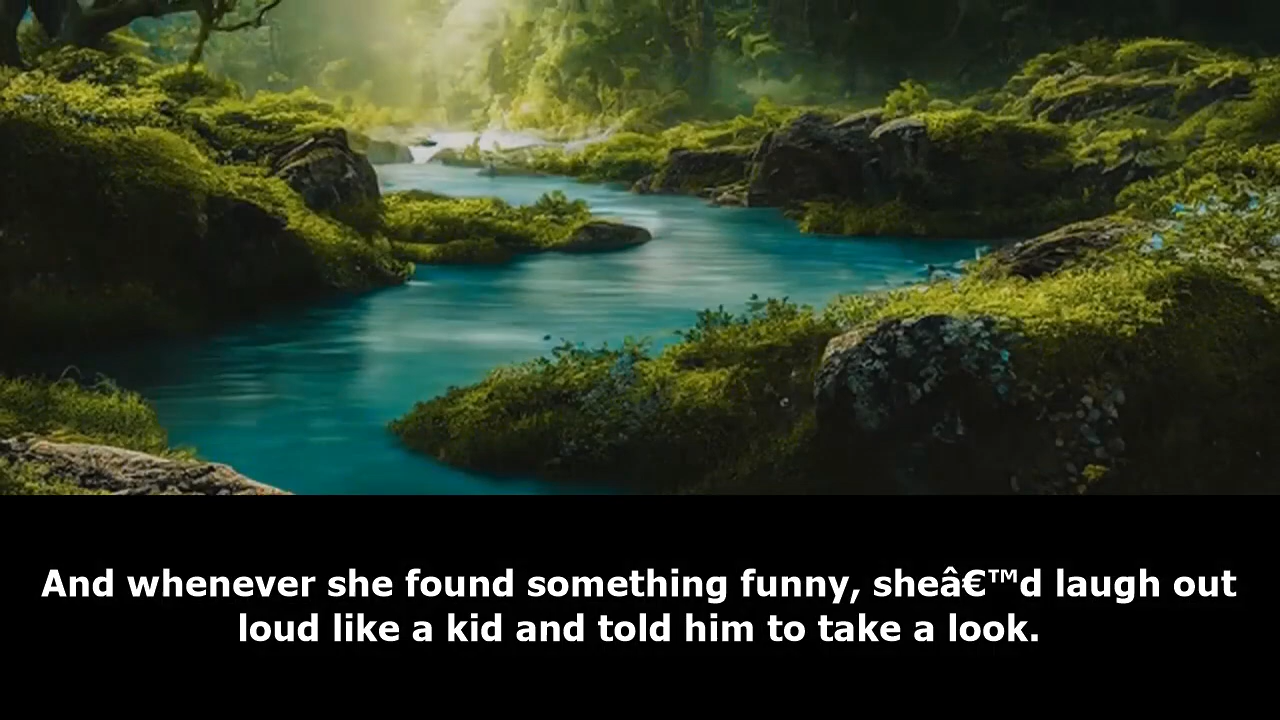 And whenever she found something funny, sheâ€™d laugh out
loud like a kid and told him to take a look.